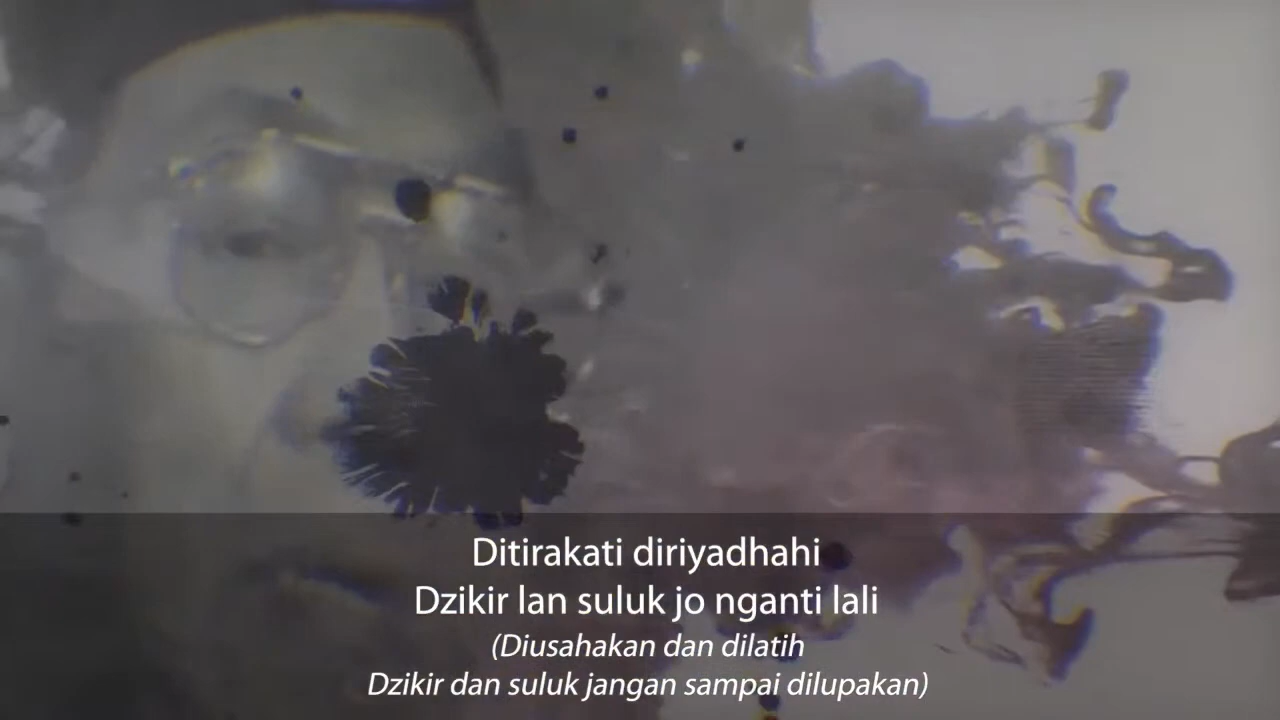 Ditirakati diriyadhahi
Dzikir lan suluk jo nganti lali
(Diusahakan dan dilatih
Dzikir dan suluk jangan sampai dilupakan)